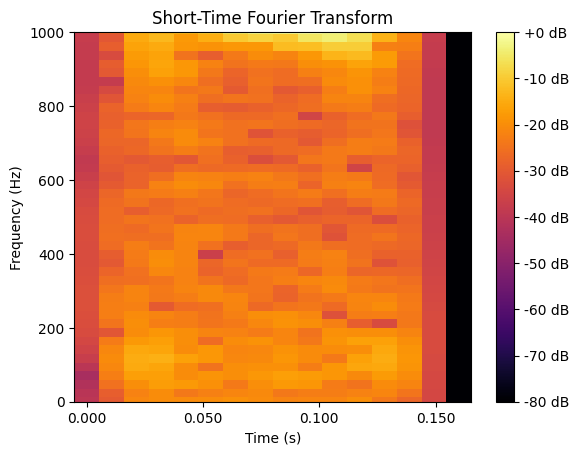 Short-Time Fourier Transform
1000
800
600
400
200
0
Frequency (Hz)
0.000
0.050
0.100
0.150
Time (s)
+0 dB
-10 dB
-20 dB
-30 dB
-40 dB
-50 dB
-60 dB
-70 dB
-80 dB